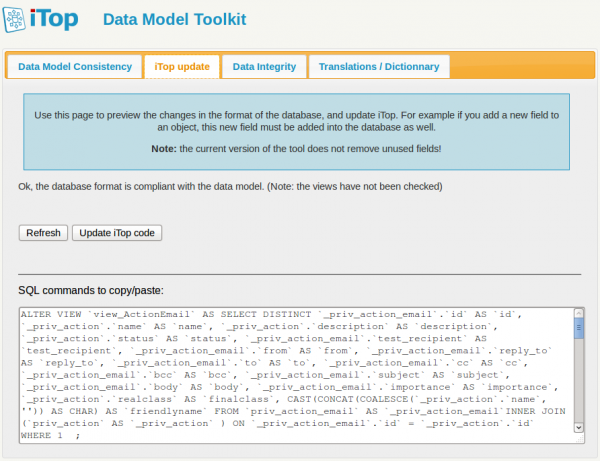 iTop Data Model Toolkit
Data Model Consistency iTop update Data Integrity Translations / Dictionnary
Use this page to preview the changes in the format of the database, and update iTop. For example if you add a new field to
an object, this new field must be added into the database as well.
Note: the current version of the tool does not remove unused fields!
Ok, the database format is compliant with the data model. (Note: the views have not been checked)
Refresh Update iTop code
SQL commands to copy/paste:
ALTER VIEW `view_ActionEmail` AS SELECT DISTINCT `_priv_action_email`.`id` AS `id`,
`_priv_action`.`name` AS `name`, `_priv_action`.`description` AS `description`,
`_priv_action`.`status` AS `status`, `_priv_action_email`.`test_recipient` AS
`test_recipient`, `_priv_action_email`.`from` AS `from`, `_priv_action_email`.`reply_to`
AS `reply_to`, `_priv_action_email`.`to` AS `to`, `_priv_action_email`.`cc` AS `cc`,
`_priv_action_email`.`bcc` AS `bcc`, `_priv_action_email`.`subject` AS `subject`,
`_priv_action_email`.`body` AS `body`, `_priv_action_email`.`importance` AS `importance`,
`_priv_action`.`realclass` AS `finalclass`, CAST(CONCAT(COALESCE(`_priv_action`.`name`,
'')) AS CHAR) AS `friendlyname` FROM `priv_action_email` AS `_priv_action_email`INNER JOIN
(`priv_action` AS `_priv_action` ) ON `_priv_action_email`.`id` = `_priv_action`.`id`
WHERE 1 ;